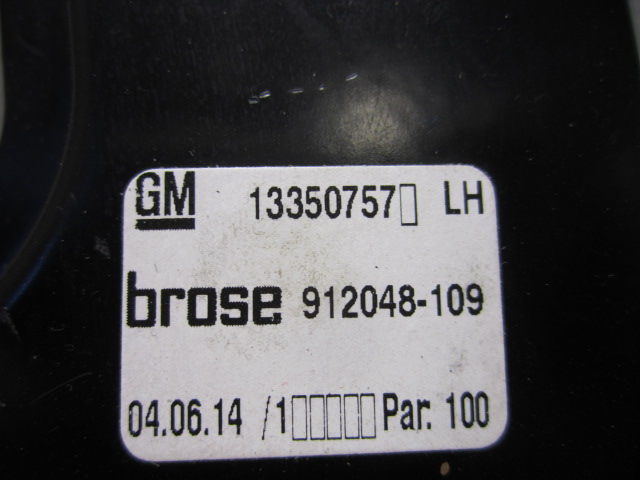 GM 13350757▯ LH
brose 912048-109
04.06.14 /1▯▯▯▯▯ Par. 100